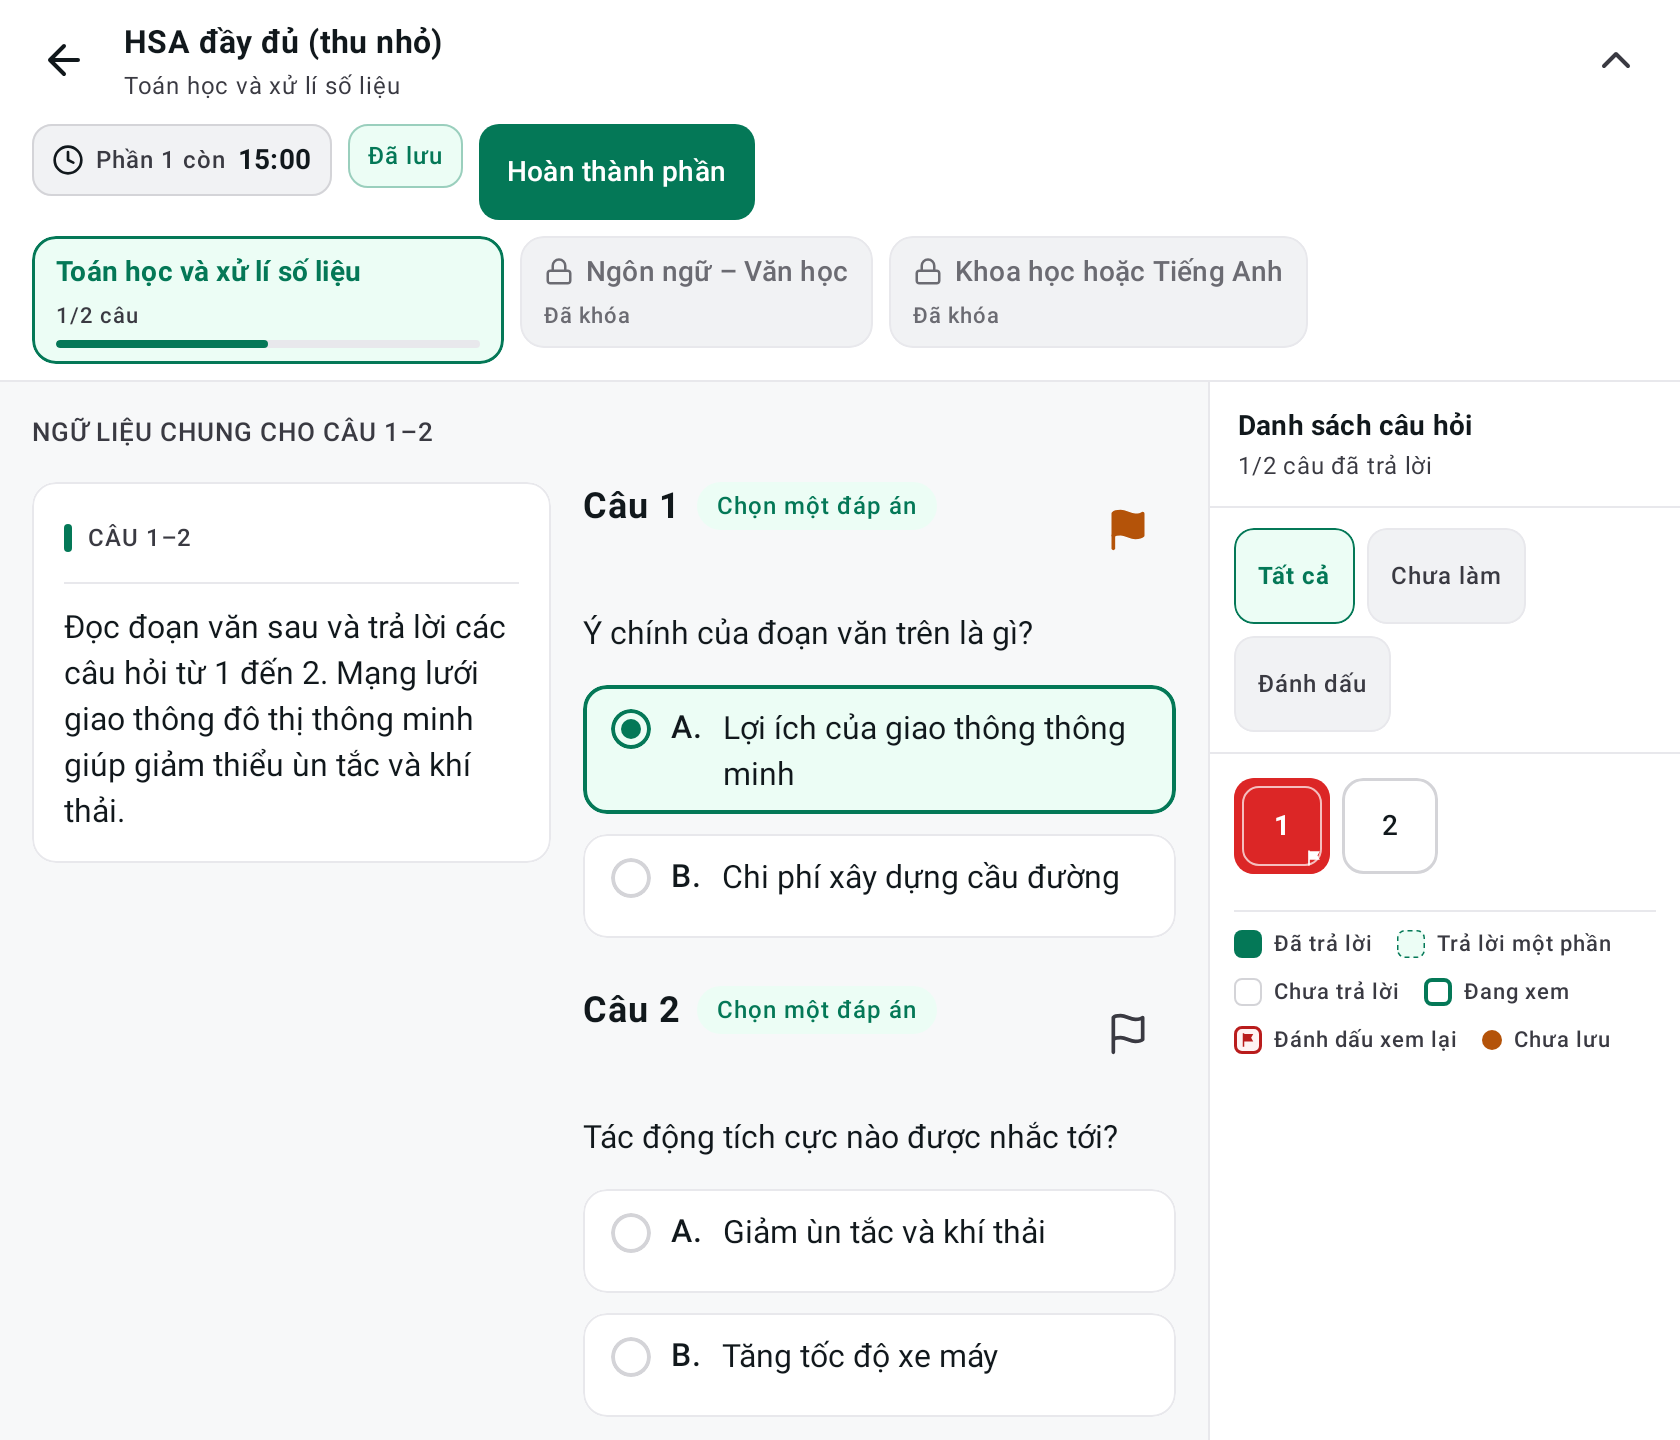 HSA đầy đủ (thu nhỏ)
Toán học và xử lí số liệu
Phần 1 còn 15:00
Đã lưu
Hoàn thành phần
Toán học và xử lí số liệu
1/2 câu
Ngôn ngữ – Văn học
Đã khóa
Khoa học hoặc Tiếng Anh
Đã khóa
NGỮ LIỆU CHUNG CHO CÂU 1–2
CÂU 1–2
Đọc đoạn văn sau và trả lời các
câu hỏi từ 1 đến 2. Mạng lưới
giao thông đô thị thông minh
giúp giảm thiểu ùn tắc và khí
thải.
Câu 1 Chọn một đáp án
Ý chính của đoạn văn trên là gì?
A. Lợi ích của giao thông thông
minh
B. Chi phí xây dựng cầu đường
Câu 2 Chọn một đáp án
Tác động tích cực nào được nhắc tới?
A. Giảm ùn tắc và khí thải
B. Tăng tốc độ xe máy
Danh sách câu hỏi
1/2 câu đã trả lời
Tất cả
Chưa làm
Đánh dấu
1 2
Đã trả lời Trả lời một phần
Chưa trả lời Đang xem
Đánh dấu xem lại Chưa lưu